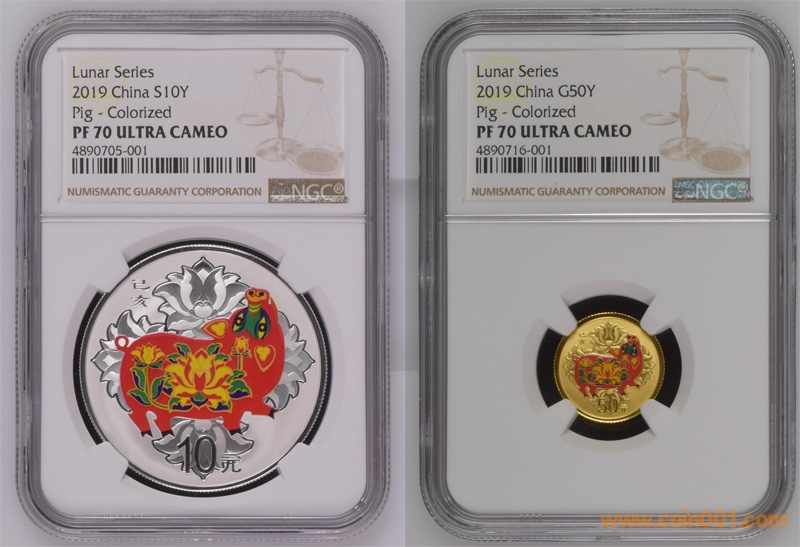 Lunar Series
2019 China S10Y
Pig - Colorized
PF 70 ULTRA CAMEO
4890705-001
NUMISMATIC GUARANTY CORPORATION
NGC®
己亥
10元
Lunar Series
2019 China G50Y
Pig - Colorized
PF 70 ULTRA CAMEO
4890716-001
NUMISMATIC GUARANTY CORPORATION
NGC®
50元
www.coin001.com